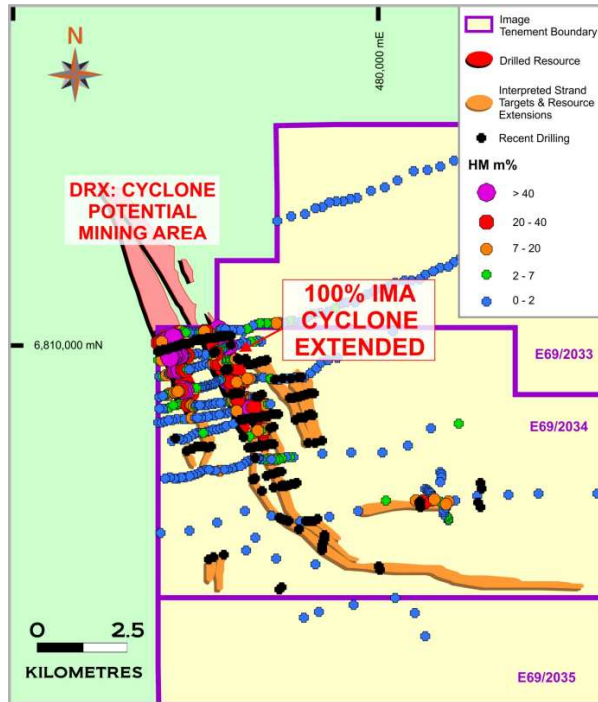 N
480,000 mE
Image
Tenement Boundary
Drilled Resource
Interpreted Strand
Targets & Resource
Extensions
Recent Drilling
HM m%
> 40
20 - 40
7 - 20
2 - 7
0 - 2
DRX: CYCLONE
POTENTIAL
MINING AREA
100% IMA
CYCLONE
EXTENDED
6,810,000 mN
E69/2033
E69/2034
0 2.5
KILOMETRES
E69/2035